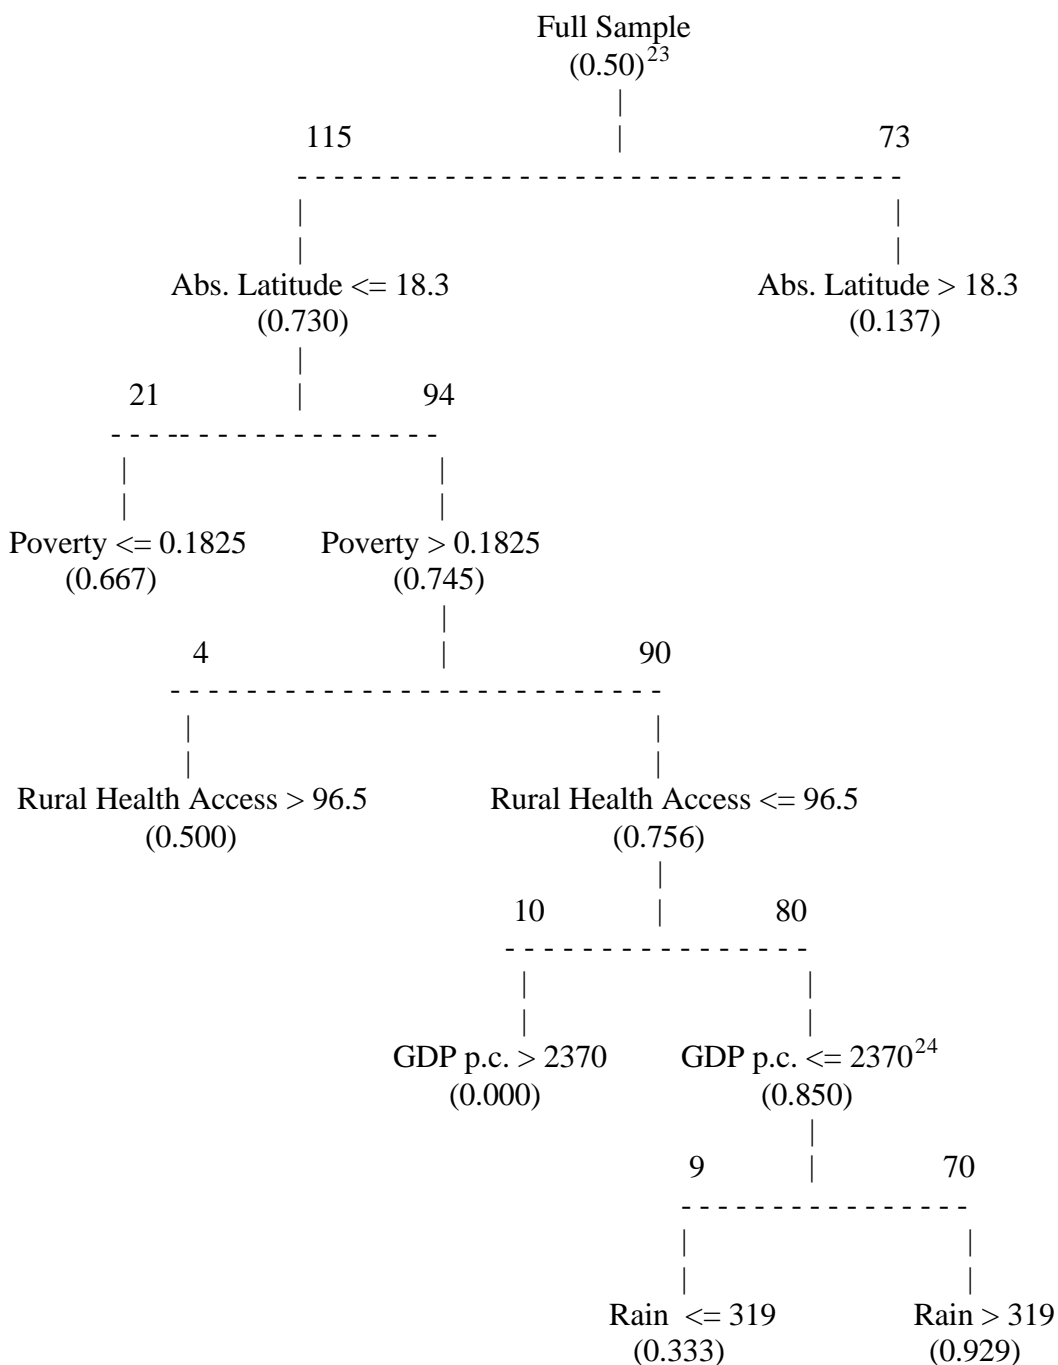 Full Sample
(0.50)23
115 73
Abs. Latitude <= 18.3 Abs. Latitude > 18.3
(0.730) (0.137)
21 94
Poverty <= 0.1825 Poverty > 0.1825
(0.667) (0.745)
4 90
Rural Health Access > 96.5 Rural Health Access <= 96.5
(0.500) (0.756)
10 80
GDP p.c. > 2370 GDP p.c. <= 237024
(0.000) (0.850)
9 70
Rain <= 319 Rain > 319
(0.333) (0.929)